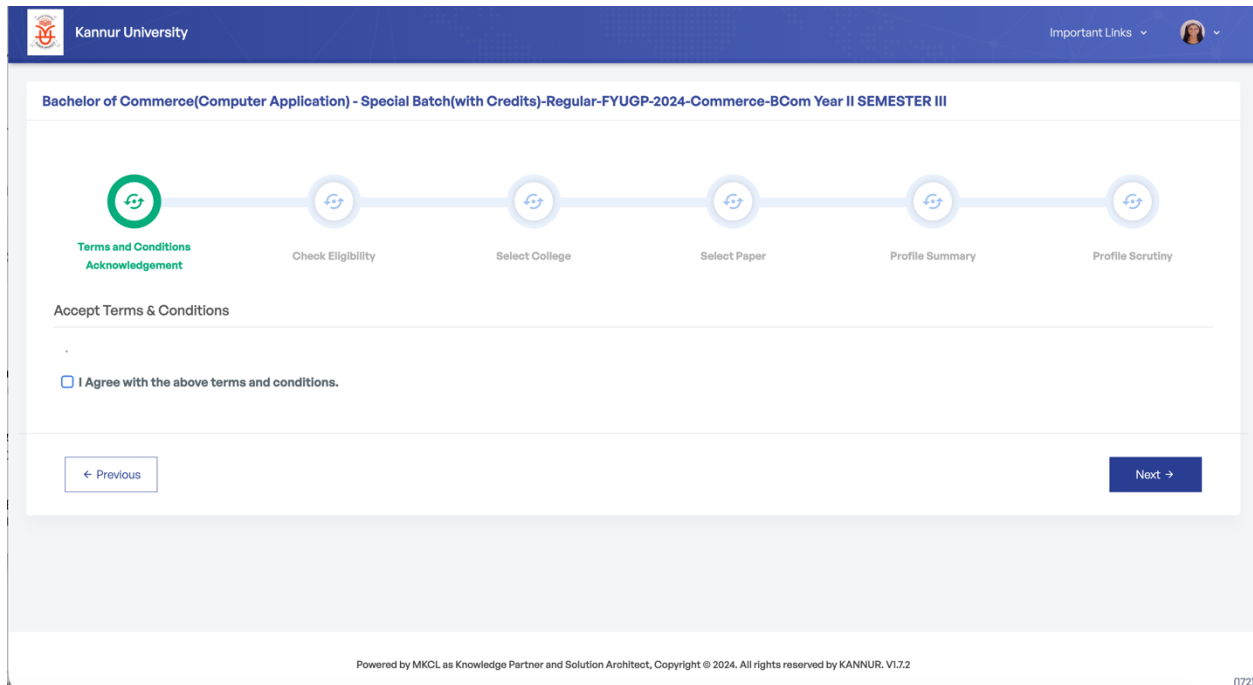 Kannur University
Important Links
Bachelor of Commerce(Computer Application) - Special Batch(with Credits)-Regular-FYUGP-2024-Commerce-BCom Year II SEMESTER III
Terms and Conditions
Acknowledgement
Check Eligibility
Select College
Select Paper
Profile Summary
Profile Scrutiny
Accept Terms & Conditions
.
I Agree with the above terms and conditions.
← Previous
Next →
Powered by MKCL as Knowledge Partner and Solution Architect, Copyright © 2024. All rights reserved by KANNUR. V1.7.2
(172)